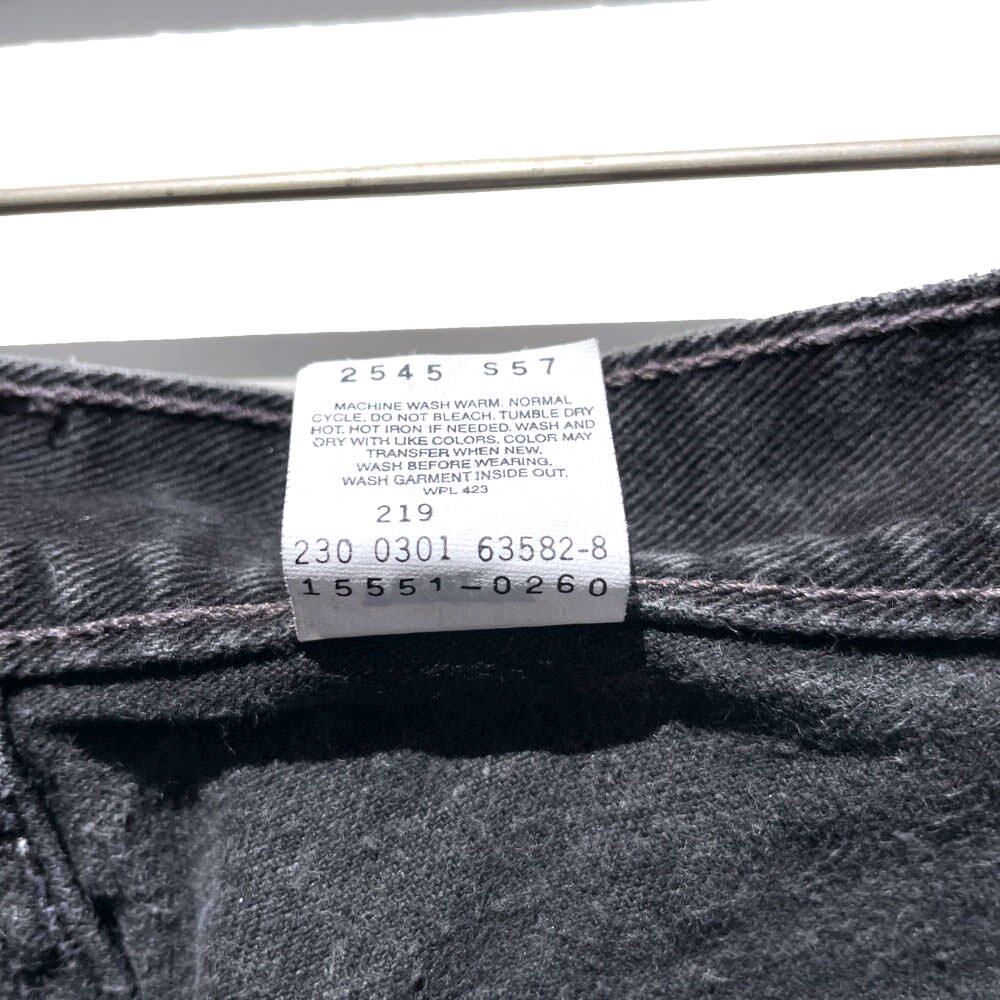 2545 S57
MACHINE WASH WARM. NORMAL
CYCLE. DO NOT BLEACH. TUMBLE DRY
HOT. HOT IRON IF NEEDED. WASH AND
DRY WITH LIKE COLORS. COLOR MAY
TRANSFER WHEN NEW.
WASH BEFORE WEARING.
WASH GARMENT INSIDE OUT.
WPL 423
219
230 0301 63582-8
15551-0260